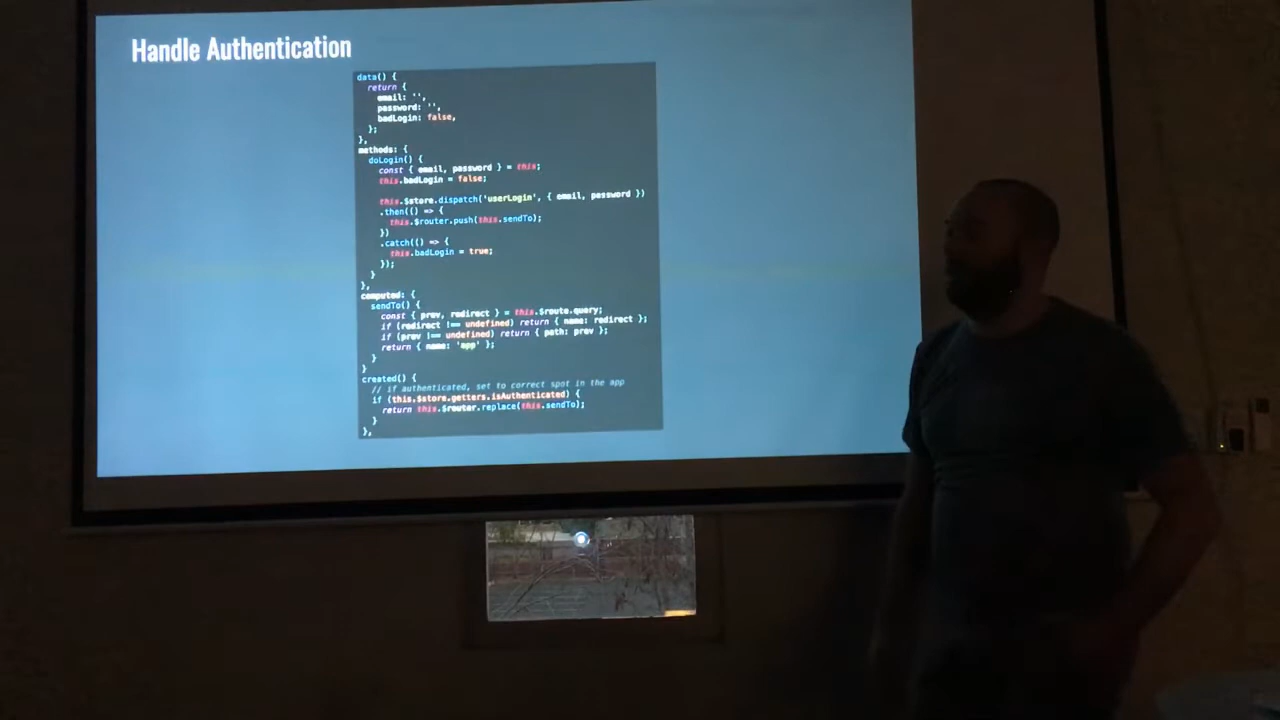 Handle Authentication
data() {
return {
email: '',
password: '',
badLogin: false,
};
},
methods: {
doLogin() {
const { email, password } = this;
this.badLogin = false;
this.$store.dispatch('userLogin', { email, password })
.then(() => {
this.$router.push(this.sendTo);
})
.catch(() => {
this.badLogin = true;
});
}
},
computed: {
sendTo() {
const { prev, redirect } = this.$route.query;
if (redirect !== undefined) return { name: redirect };
if (prev !== undefined) return { path: prev };
return { name: 'app' };
}
}
created() {
// if authenticated, set to correct spot in the app
if (this.$store.getters.isAuthenticated) {
return this.$router.replace(this.sendTo);
}
},